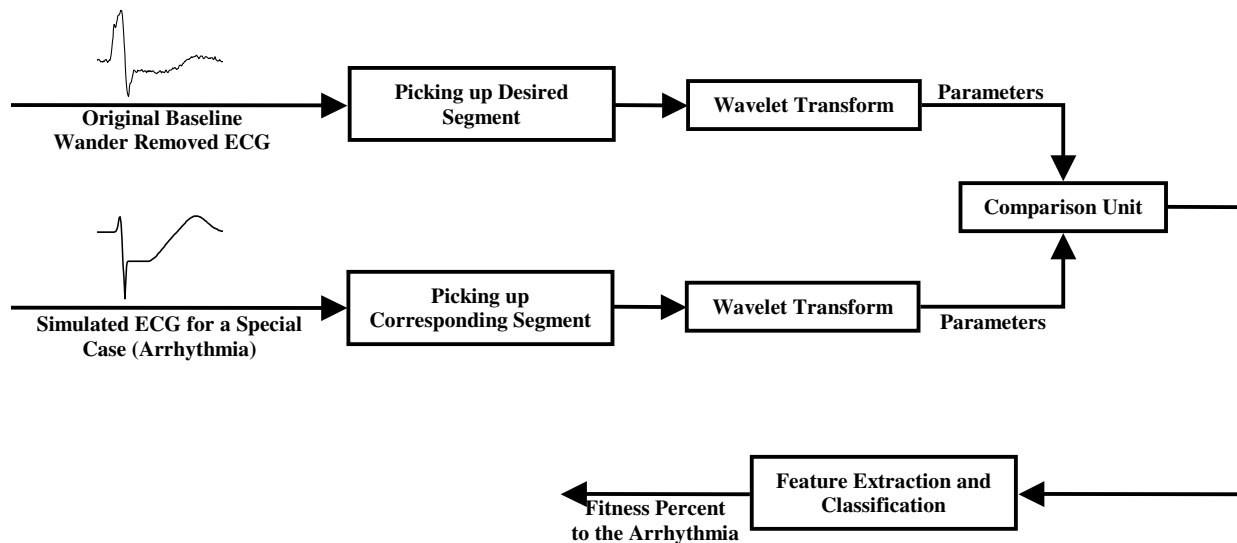 Original Baseline
Wander Removed ECG
Picking up Desired
Segment
Wavelet Transform
Parameters
Comparison Unit
Simulated ECG for a Special
Case (Arrhythmia)
Picking up
Corresponding Segment
Wavelet Transform
Parameters
Feature Extraction and
Classification
Fitness Percent
to the Arrhythmia